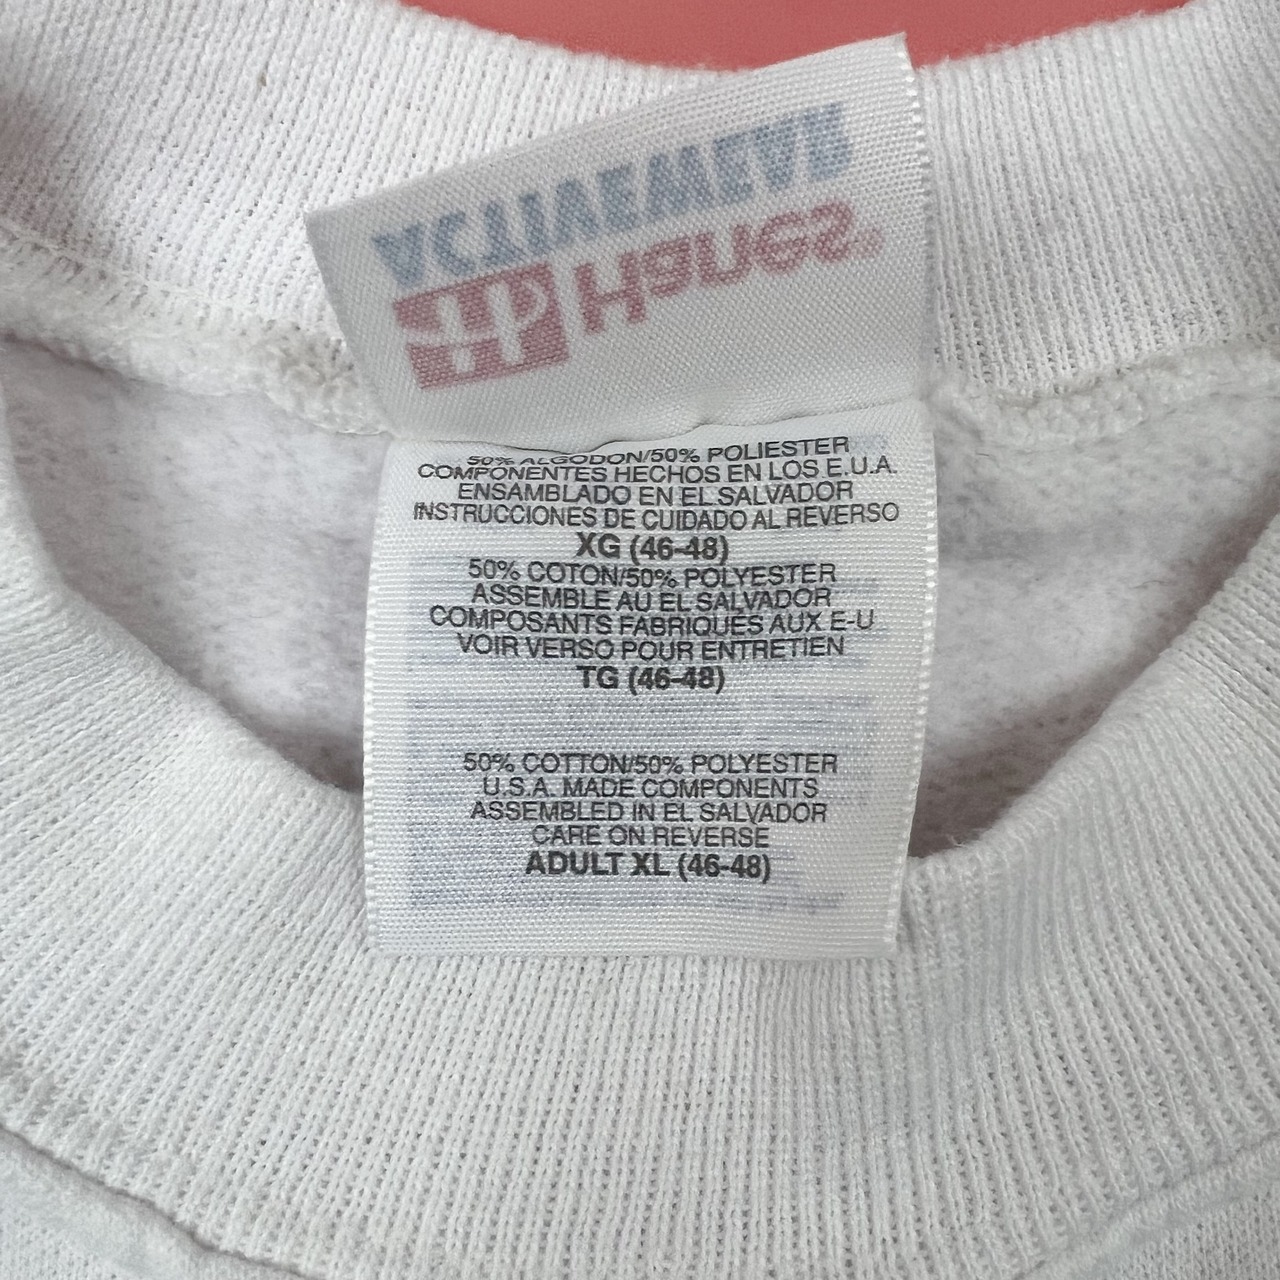 ACTIVEWEAR
Hanes
50% ALGODON/50% POLIESTER
COMPONENTES HECHOS EN LOS E.U.A.
ENSAMBLADO EN EL SALVADOR
INSTRUCCIONES DE CUIDADO AL REVERSO
XG (46-48)
50% COTON/50% POLYESTER
ASSEMBLE AU EL SALVADOR
COMPOSANTS FABRIQUES AUX E-U
VOIR VERSO POUR ENTRETIEN
TG (46-48)
50% COTTON/50% POLYESTER
U.S.A. MADE COMPONENTS
ASSEMBLED IN EL SALVADOR
CARE ON REVERSE
ADULT XL (46-48)